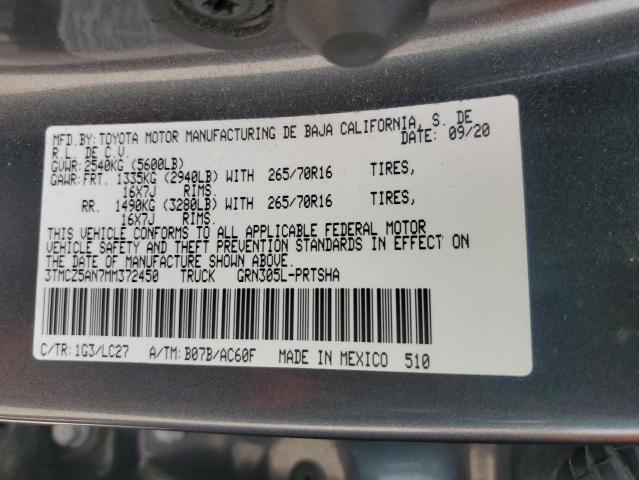 MFD.BY:TOYOTA MOTOR MANUFACTURING DE BAJA CALIFORNIA, S. DE
R.L. DE C.V. DATE: 09/20
GVWR: 2540KG (5600LB)
GAWR:FRT. 1335KG (2940LB) WITH 265/70R16 TIRES,
16X7J RIMS.
RR. 1490KG (3280LB) WITH 265/70R16 TIRES,
16X7J RIMS.
THIS VEHICLE CONFORMS TO ALL APPLICABLE FEDERAL MOTOR
VEHICLE SAFETY AND THEFT PREVENTION STANDARDS IN EFFECT ON
THE DATE OF MANUFACTURE SHOWN ABOVE.
3TMCZ5AN7MM372450 TRUCK GRN305L-PRTSHA
C/TR:1G3/LC27 A/TM:B07B/AC60F MADE IN MEXICO 510